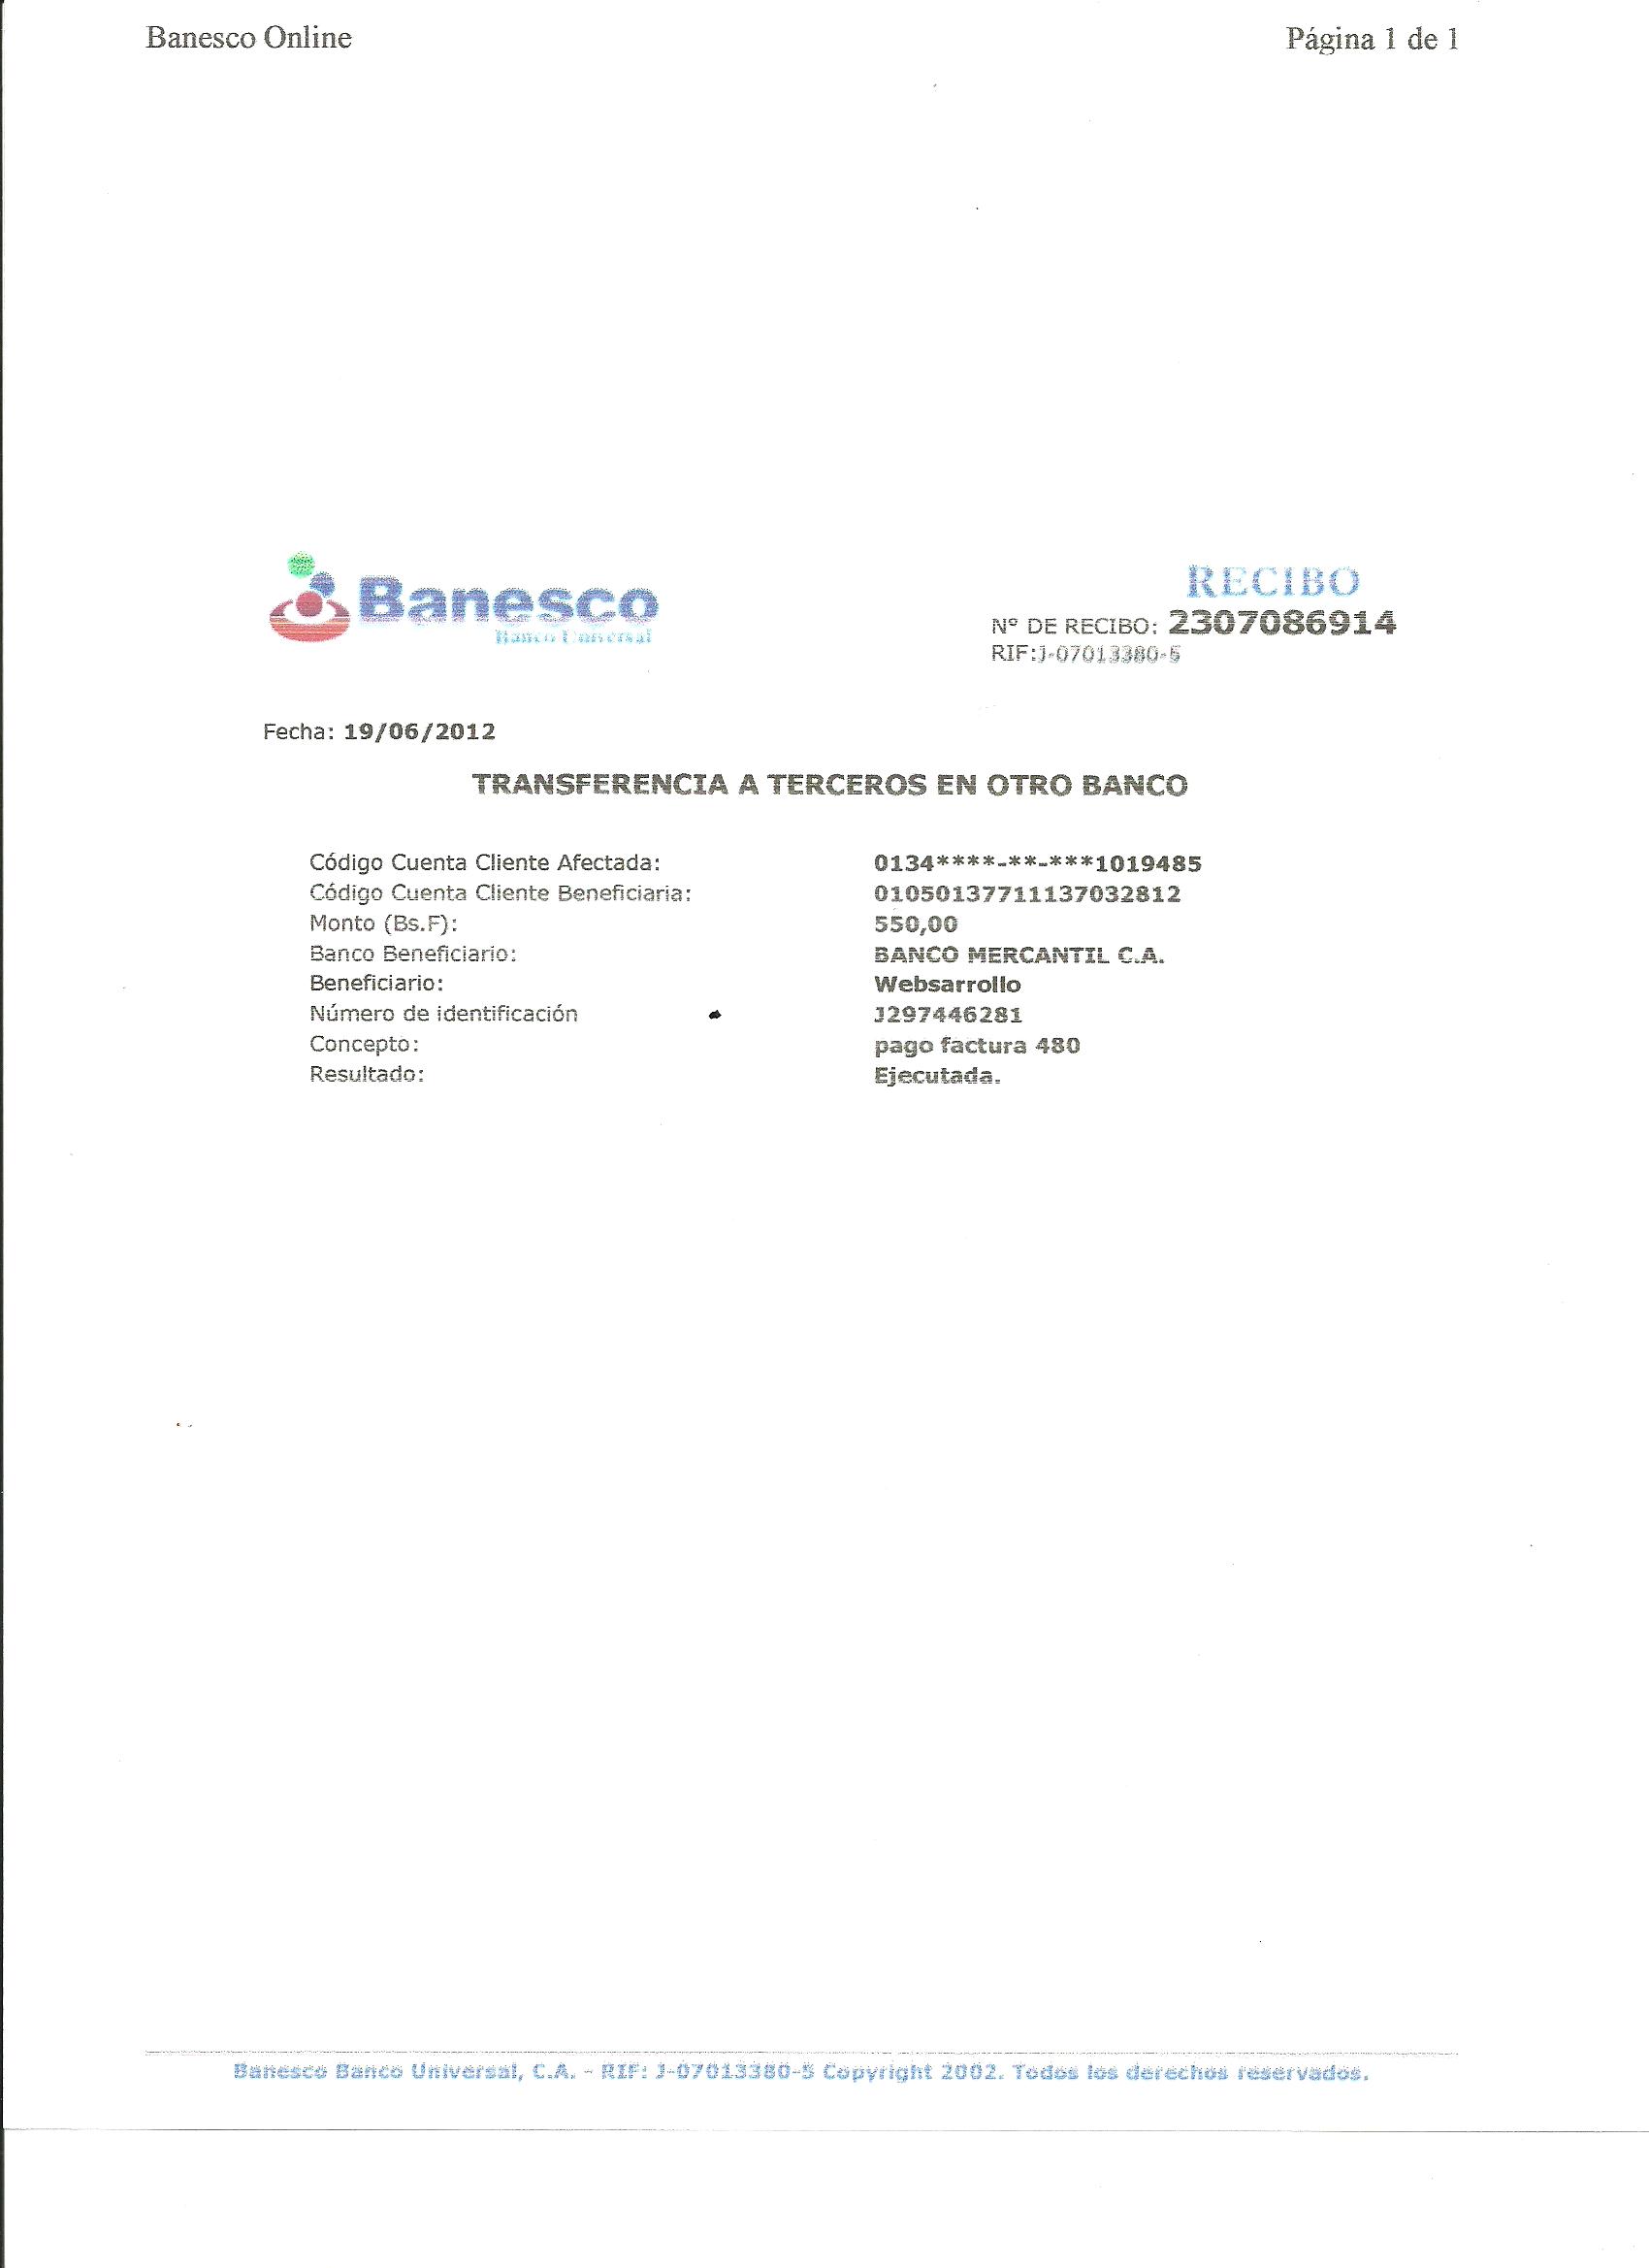 Banesco Online
Página 1 de 1
Banesco
Banco Universal
RECIBO
Nº DE RECIBO: 2307086914
RIF:J-07013380-5
Fecha: 19/06/2012
TRANSFERENCIA A TERCEROS EN OTRO BANCO
Código Cuenta Cliente Afectada: 0134****-**-***1019485
Código Cuenta Cliente Beneficiaria: 01050137711137032812
Monto (Bs.F): 550,00
Banco Beneficiario: BANCO MERCANTIL C.A.
Beneficiario: Websarrollo
Número de identificación J297446281
Concepto: pago factura 480
Resultado: Ejecutada.
Banesco Banco Universal, C.A. - RIF: J-07013380-5 Copyright 2002. Todos los derechos reservados.